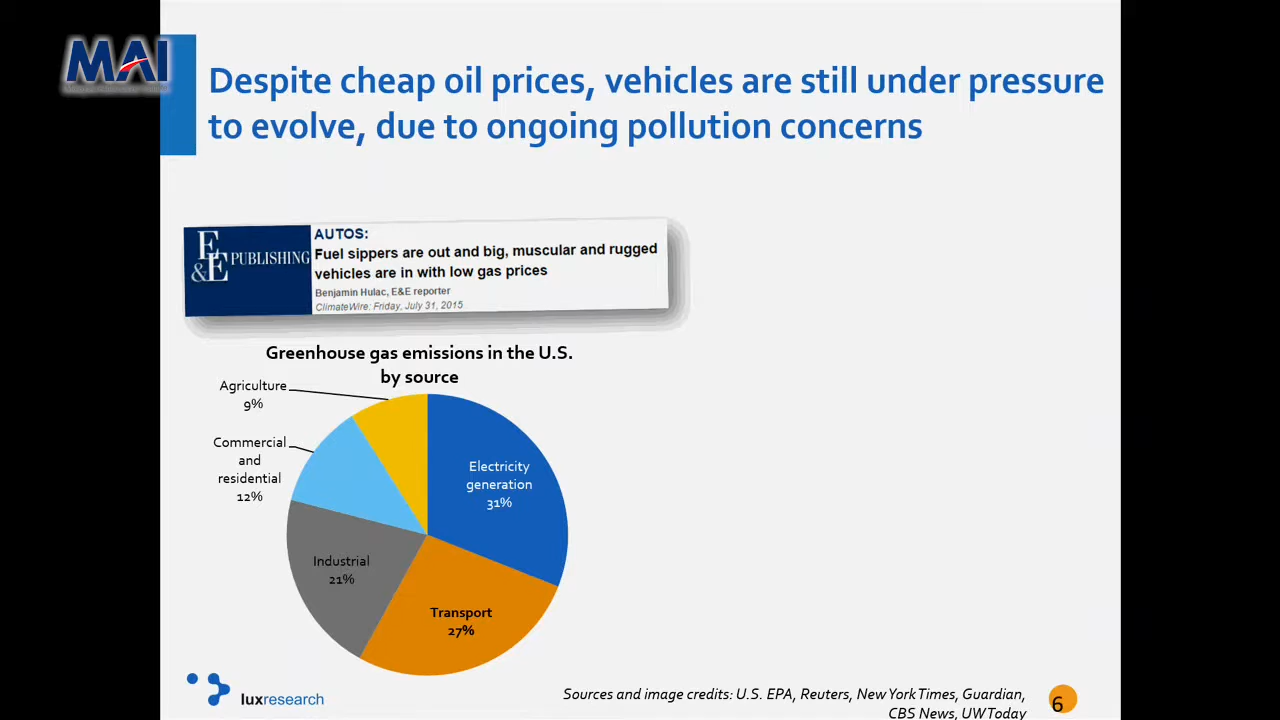 MAI
Despite cheap oil prices, vehicles are still under pressure
to evolve, due to ongoing pollution concerns
E&E PUBLISHING
AUTOS:
Fuel sippers are out and big, muscular and rugged
vehicles are in with low gas prices
Benjamin Hulac, E&E reporter
ClimateWire: Friday, July 31, 2015
Greenhouse gas emissions in the U.S.
by source
Agriculture
9%
Commercial
and
residential
12%
Electricity
generation
31%
Industrial
21%
Transport
27%
luxresearch
Sources and image credits: U.S. EPA, Reuters, New York Times, Guardian,
CBS News, UWToday
6